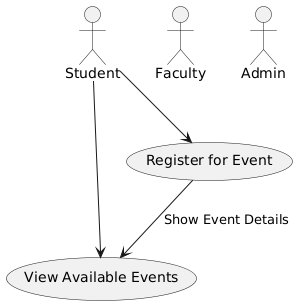 Student
Faculty
Admin
Register for Event
Show Event Details
View Available Events